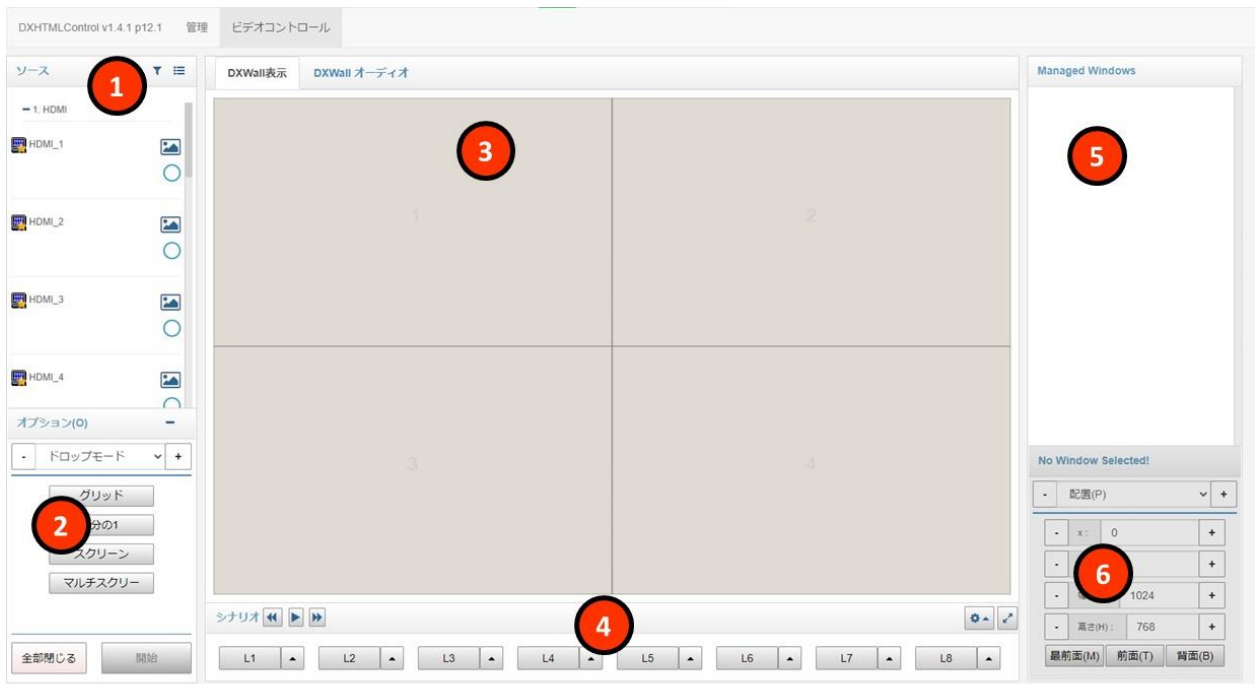 DXHTMLControl v1.4.1 p12.1 管理 ビデオコントロール
ソース
1
1. HDMI
HDMI_1
HDMI_2
HDMI_3
HDMI_4
オプション(O)
- ドロップモード +
グリッド
2
分の1
スクリーン
マルチスクリー
全部閉じる 開始
DXWall表示 DXWall オーディオ
3
1 2
3 4
シナリオ
4
L1 L2 L3 L4 L5 L6 L7 L8
Managed Windows
5
No Window Selected!
- 配置(P) +
- x : 0 +
- +
6
- 1024 +
- 高さ(H) : 768 +
最前面(M) 前面(T) 背面(B)